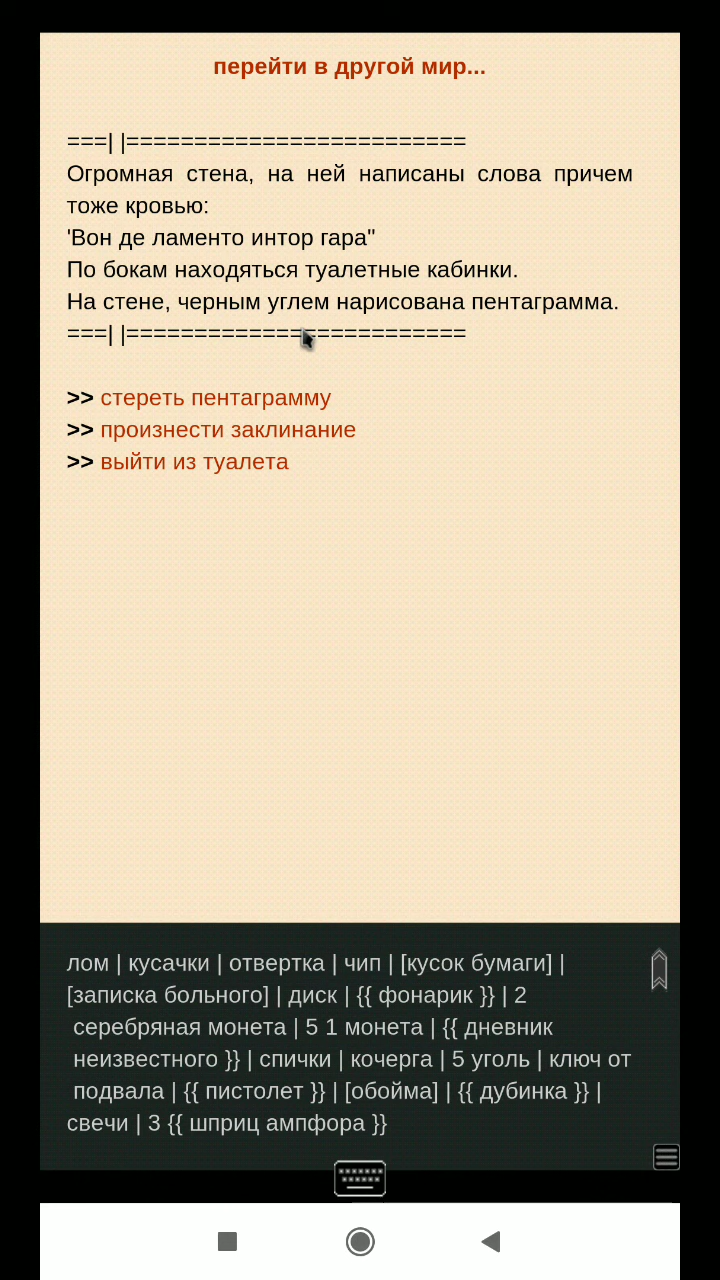 перейти в другой мир...
===| |=========================
Огромная стена, на ней написаны слова причем
тоже кровью:
'Вон де ламенто интор гара"
По бокам находяться туалетные кабинки.
На стене, черным углем нарисована пентаграмма.
===| |=========================
>> стереть пентаграмму
>> произнести заклинание
>> выйти из туалета
лом | кусачки | отвертка | чип | [кусок бумаги] |
[записка больного] | диск | {{ фонарик }} | 2
серебряная монета | 5 1 монета | {{ дневник
неизвестного }} | спички | кочерга | 5 уголь | ключ от
подвала | {{ пистолет }} | [обойма] | {{ дубинка }} |
свечи | 3 {{ шприц ампфора }}